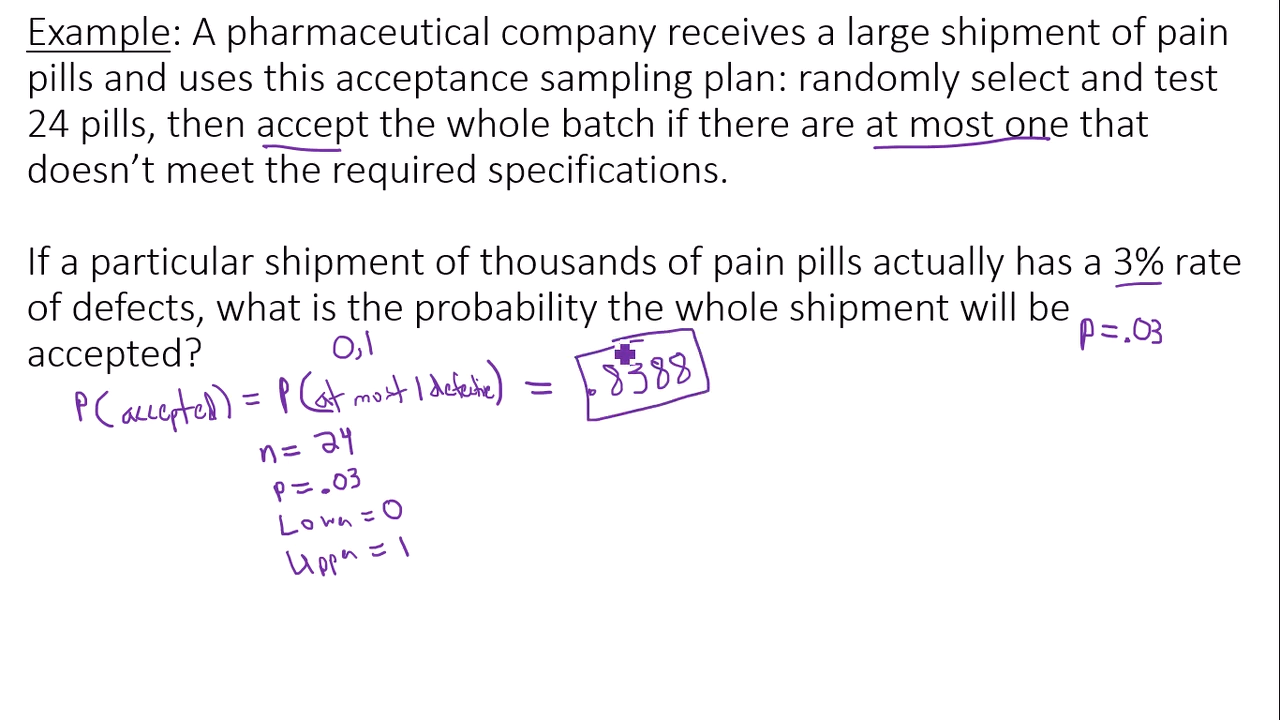 Example: A pharmaceutical company receives a large shipment of pain
pills and uses this acceptance sampling plan: randomly select and test
24 pills, then accept the whole batch if there are at most one that
doesn’t meet the required specifications.
If a particular shipment of thousands of pain pills actually has a 3% rate
of defects, what is the probability the whole shipment will be
accepted?
p=.03
0,1
P(accepted) = P(at most 1 defective) = .8388
n= 24
p=.03
Lower=0
Upper=1